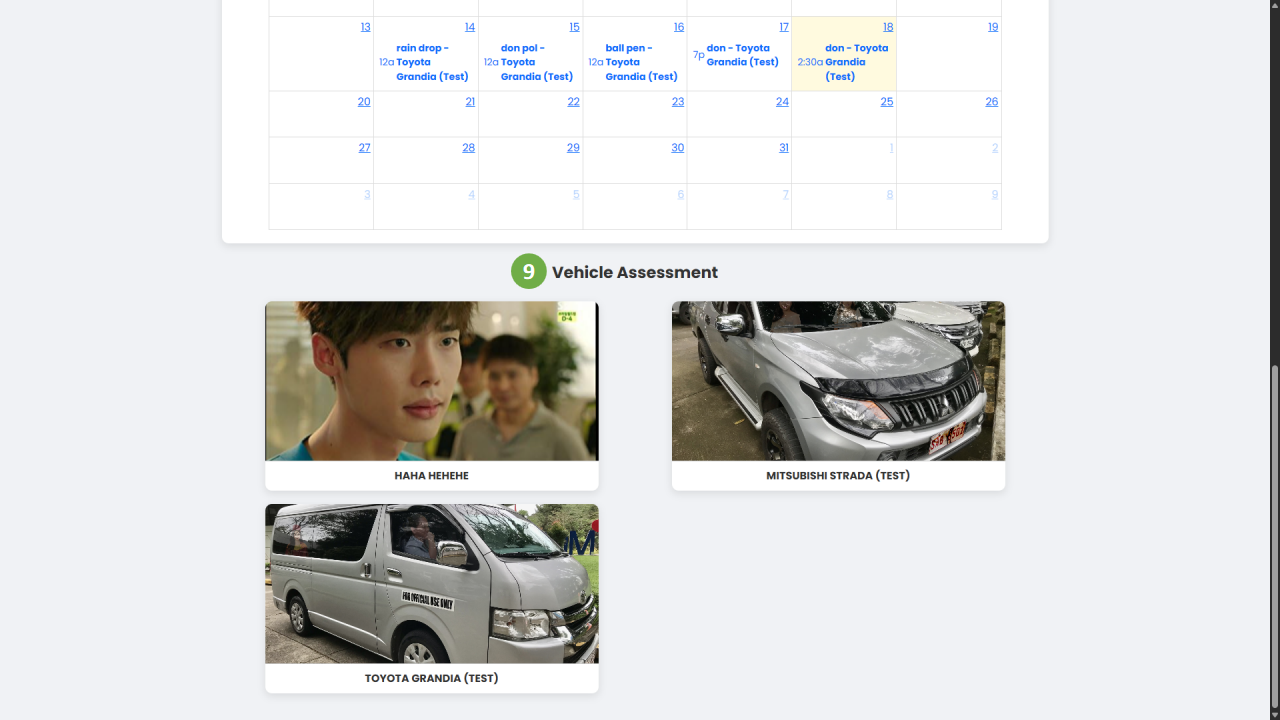 13 14 15 16 17 18 19
12a rain drop - Toyota Grandia (Test)
12a don pol - Toyota Grandia (Test)
12a ball pen - Toyota Grandia (Test)
7p don - Toyota Grandia (Test)
2:30a don - Toyota Grandia (Test)
20 21 22 23 24 25 26
27 28 29 30 31 1 2
3 4 5 6 7 8 9
9 Vehicle Assessment
HAHA HEHEHE
MITSUBISHI STRADA (TEST)
FOR OFFICIAL USE ONLY
M
TOYOTA GRANDIA (TEST)